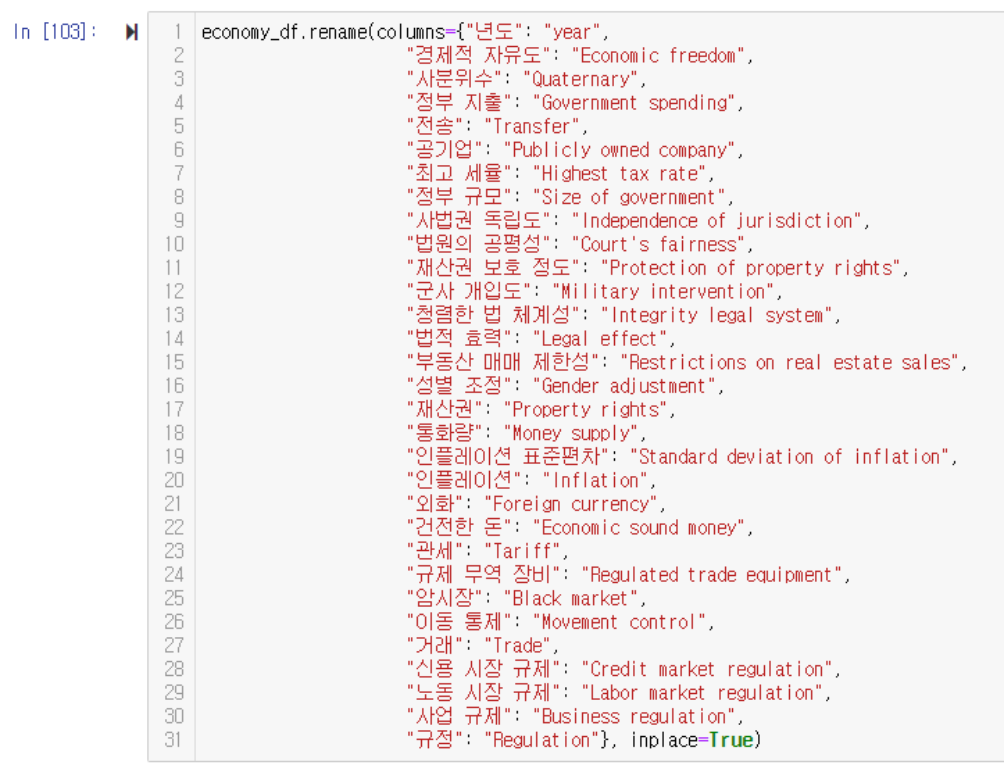 In [103]:
1 economy_df.rename(columns={"년도": "year",
2 "경제적 자유도": "Economic freedom",
3 "사분위수": "Quaternary",
4 "정부 지출": "Government spending",
5 "전송": "Transfer",
6 "공기업": "Publicly owned company",
7 "최고 세율": "Highest tax rate",
8 "정부 규모": "Size of government",
9 "사법권 독립도": "Independence of jurisdiction",
10 "법원의 공평성": "Court's fairness",
11 "재산권 보호 정도": "Protection of property rights",
12 "군사 개입도": "Military intervention",
13 "청렴한 법 체계성": "Integrity legal system",
14 "법적 효력": "Legal effect",
15 "부동산 매매 제한성": "Restrictions on real estate sales",
16 "성별 조정": "Gender adjustment",
17 "재산권": "Property rights",
18 "통화량": "Money supply",
19 "인플레이션 표준편차": "Standard deviation of inflation",
20 "인플레이션": "Inflation",
21 "외화": "Foreign currency",
22 "건전한 돈": "Economic sound money",
23 "관세": "Tariff",
24 "규제 무역 장비": "Regulated trade equipment",
25 "암시장": "Black market",
26 "이동 통제": "Movement control",
27 "거래": "Trade",
28 "신용 시장 규제": "Credit market regulation",
29 "노동 시장 규제": "Labor market regulation",
30 "사업 규제": "Business regulation",
31 "규정": "Regulation"}, inplace=True)